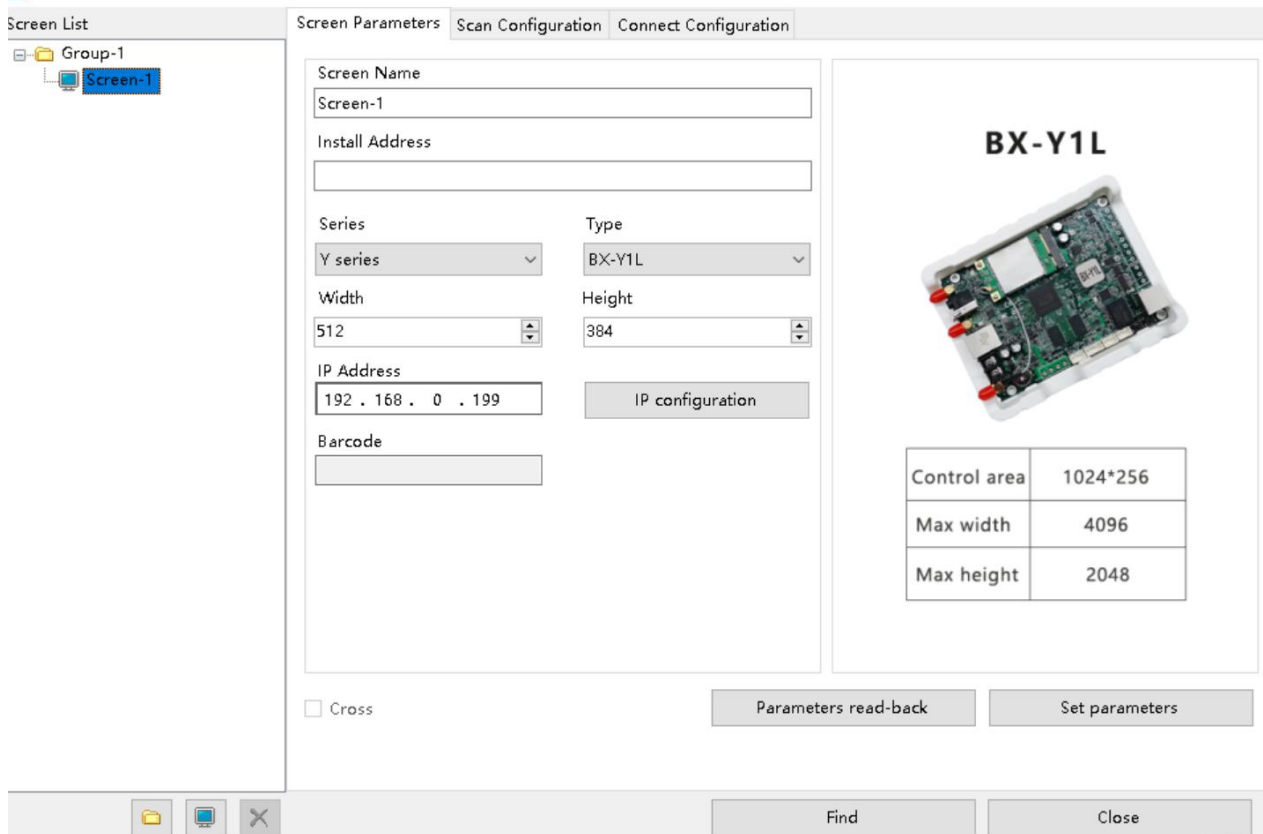 Screen List
Group-1
Screen-1
Screen Parameters
Scan Configuration
Connect Configuration
Screen Name
Screen-1
Install Address
Series Type
Y series BX-Y1L
Width Height
512 384
IP Address
192 . 168 . 0 . 199 IP configuration
Barcode
Cross
Parameters read-back Set parameters
Find Close
BX-Y1L
BX-Y1L
Control area 1024*256
Max width 4096
Max height 2048